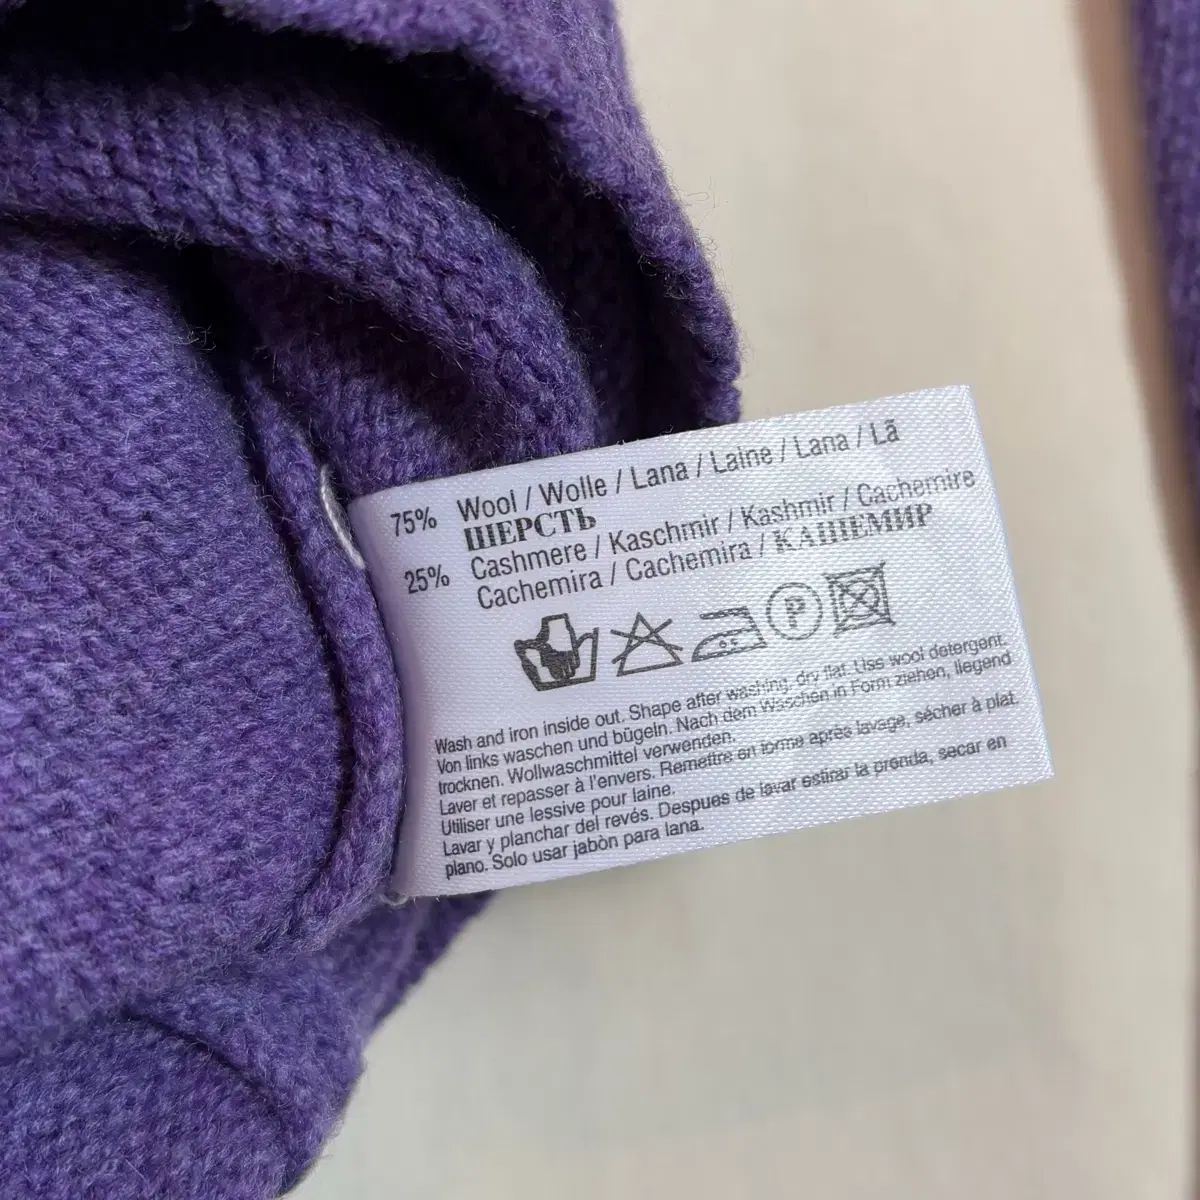 75% Wool / Wolle / Lana / Laine / Lana / Lã
ШЕРСТЬ
25% Cashmere / Kaschmir / Kashmir / Cachemire
Cachemira / Cachemira / КАШЕМИР
P
Wash and iron inside out. Shape after washing, dry flat. Use wool detergent.
Von links waschen und bügeln. Nach dem Waschen in Form ziehen, liegend
trocknen. Wollwaschmittel verwenden.
Laver et repasser à l'envers. Remettre en forme après lavage, sécher à plat.
Utiliser une lessive pour laine.
Lavar y planchar del revés. Despues de lavar estirar la prenda, secar en
plano. Solo usar jabòn para lana.